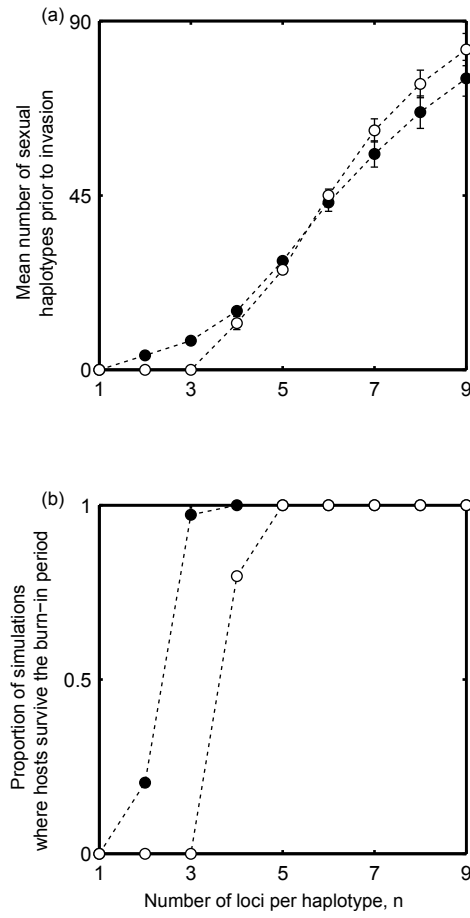 (a)
90
45
0
Mean number of sexual
haplotypes prior to invasion
1 3 5 7 9
(b)
1
0.5
0
Proportion of simulations
where hosts survive the burn−in period
1 3 5 7 9
Number of loci per haplotype, n